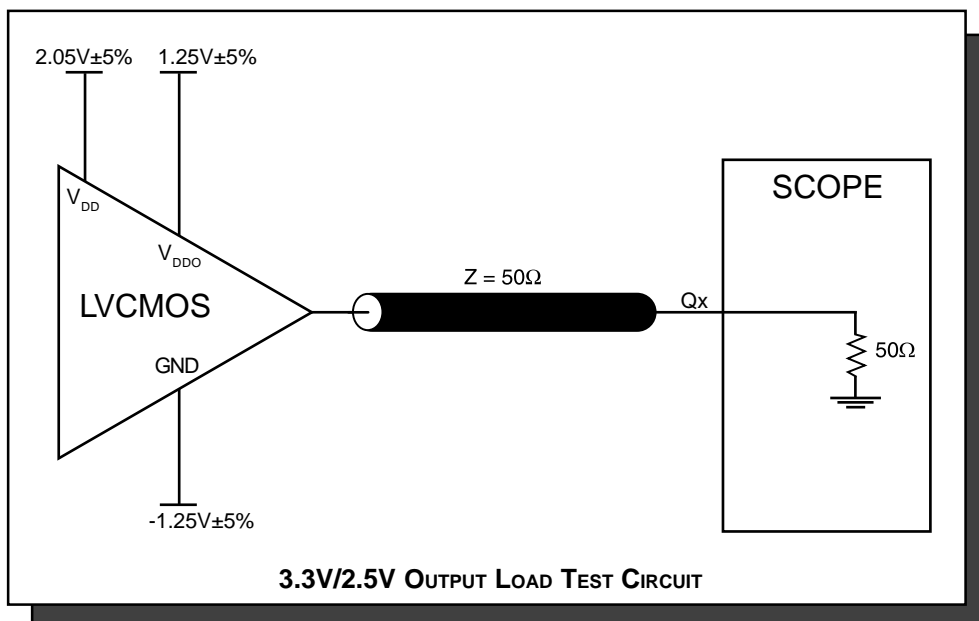 2.05V±5%
1.25V±5%
SCOPE
VDD
VDDO
Z = 50Ω
LVCMOS
Qx
50Ω
GND
-1.25V±5%
3.3V/2.5V OUTPUT LOAD TEST CIRCUIT